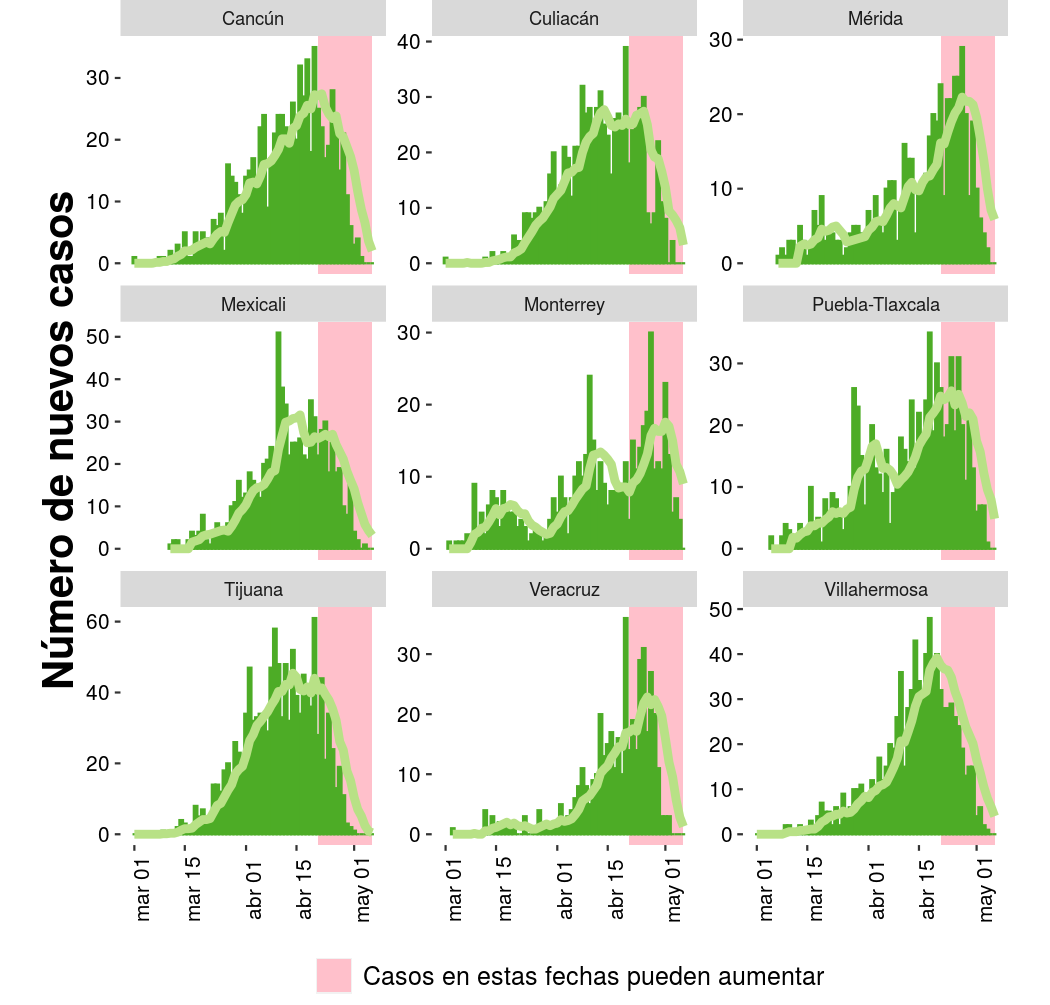 Cancún
Culiacán
Mérida
30
20
10
0
40
30
20
10
0
30
20
10
0
Número de nuevos casos
Mexicali
Monterrey
Puebla-Tlaxcala
50
40
30
20
10
0
30
20
10
0
30
20
10
0
Tijuana
Veracruz
Villahermosa
60
40
20
0
30
20
10
0
50
40
30
20
10
0
mar 01
mar 15
abr 01
abr 15
may 01
mar 01
mar 15
abr 01
abr 15
may 01
mar 01
mar 15
abr 01
abr 15
may 01
Casos en estas fechas pueden aumentar